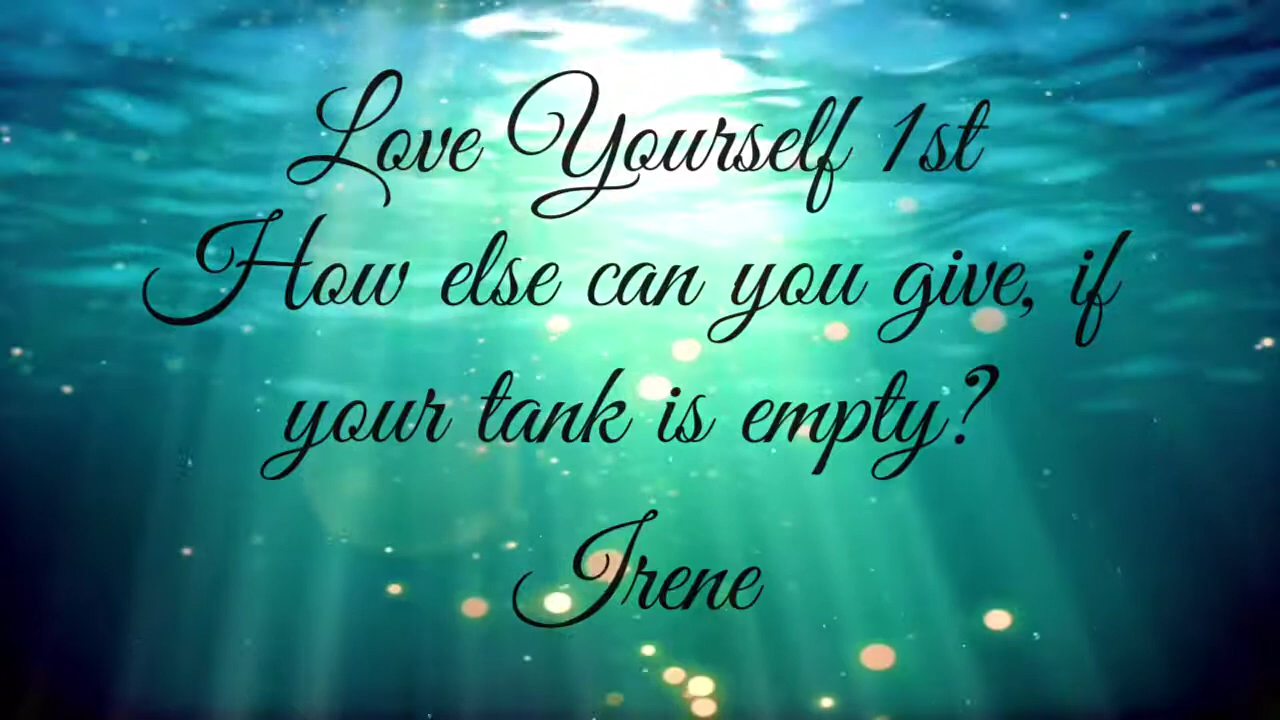 Love Yourself 1st
How else can you give, if
your tank is empty?
Irene